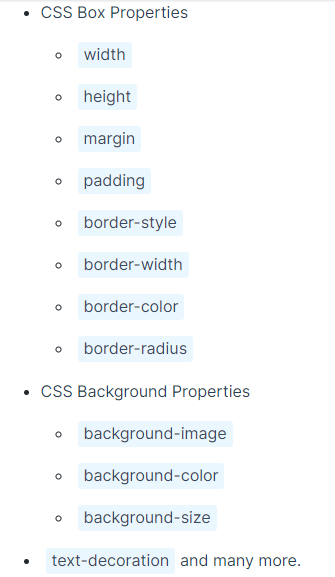 CSS Box Properties
width
height
margin
padding
border-style
border-width
border-color
border-radius
CSS Background Properties
background-image
background-color
background-size
text-decoration and many more.